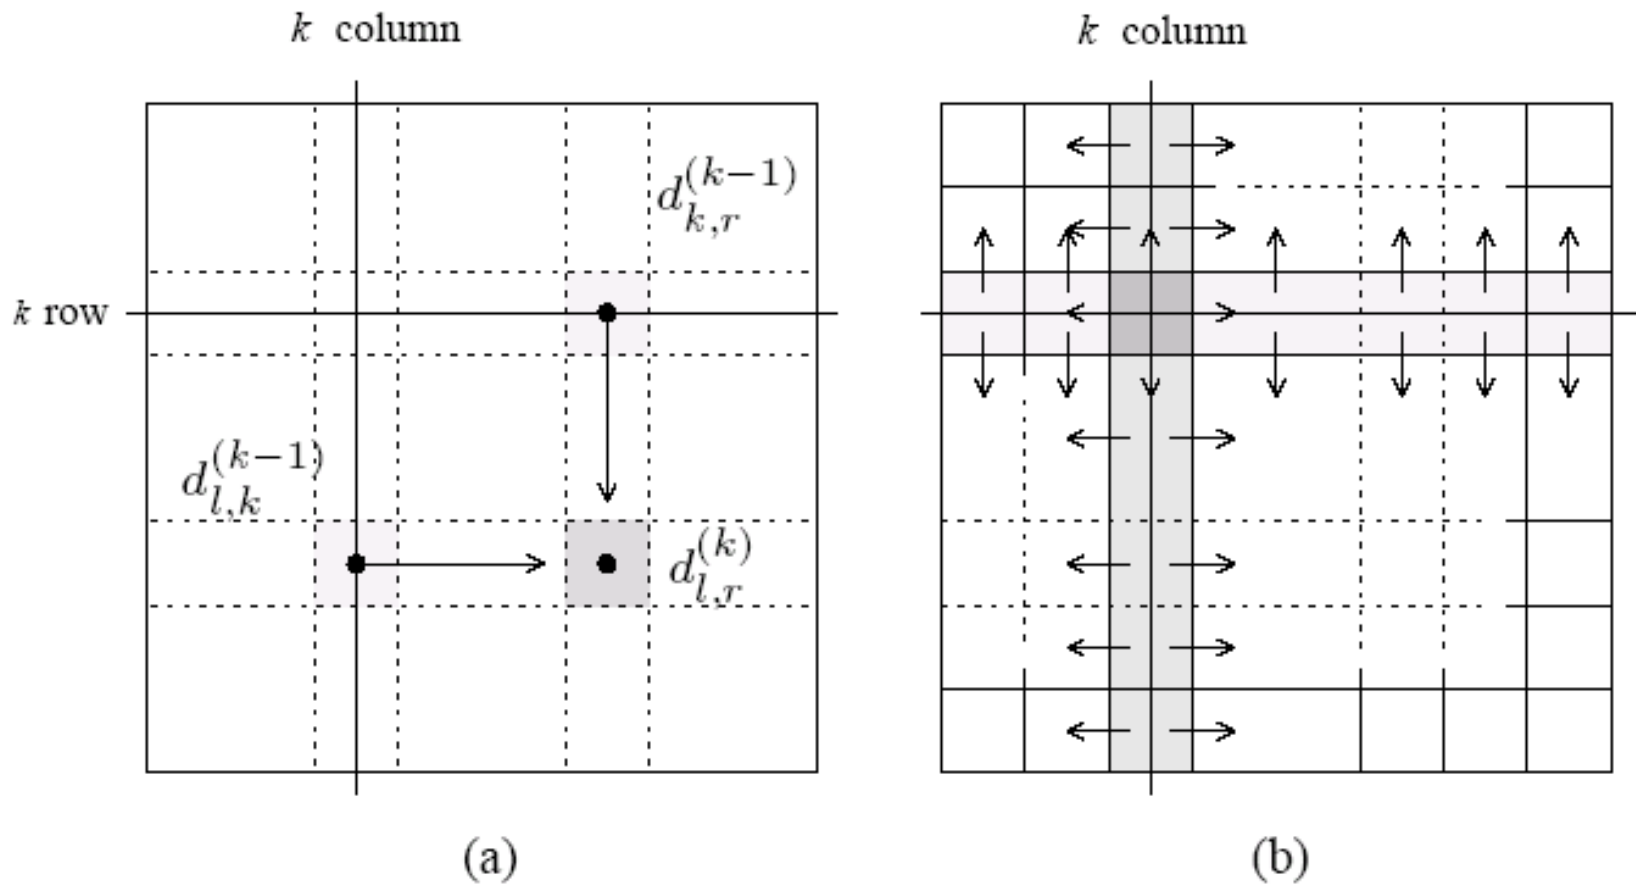 k column
k column
d_{k,r}^{(k-1)}
k row
d_{l,k}^{(k-1)}
d_{l,r}^{(k)}
(a)
(b)